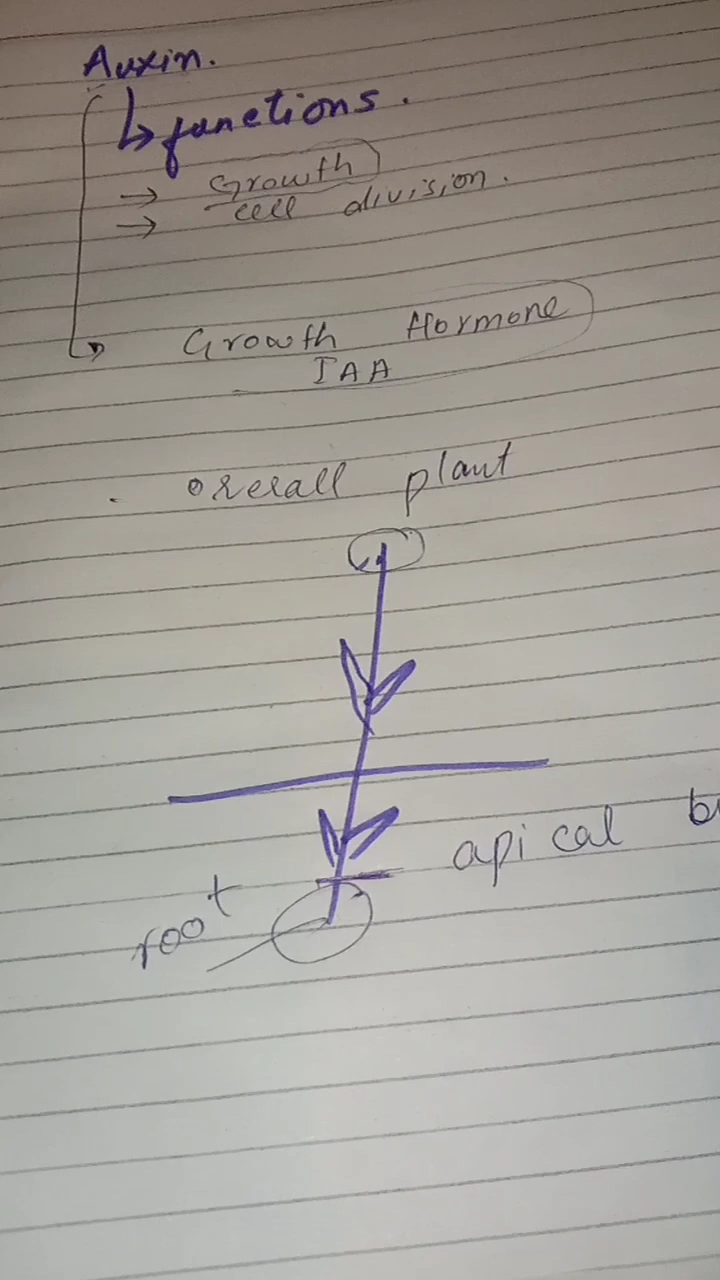 Auxin.
↳ functions.
→ Growth
→ cell division.
Growth Hormone
IAA
. overall plant
apical
root